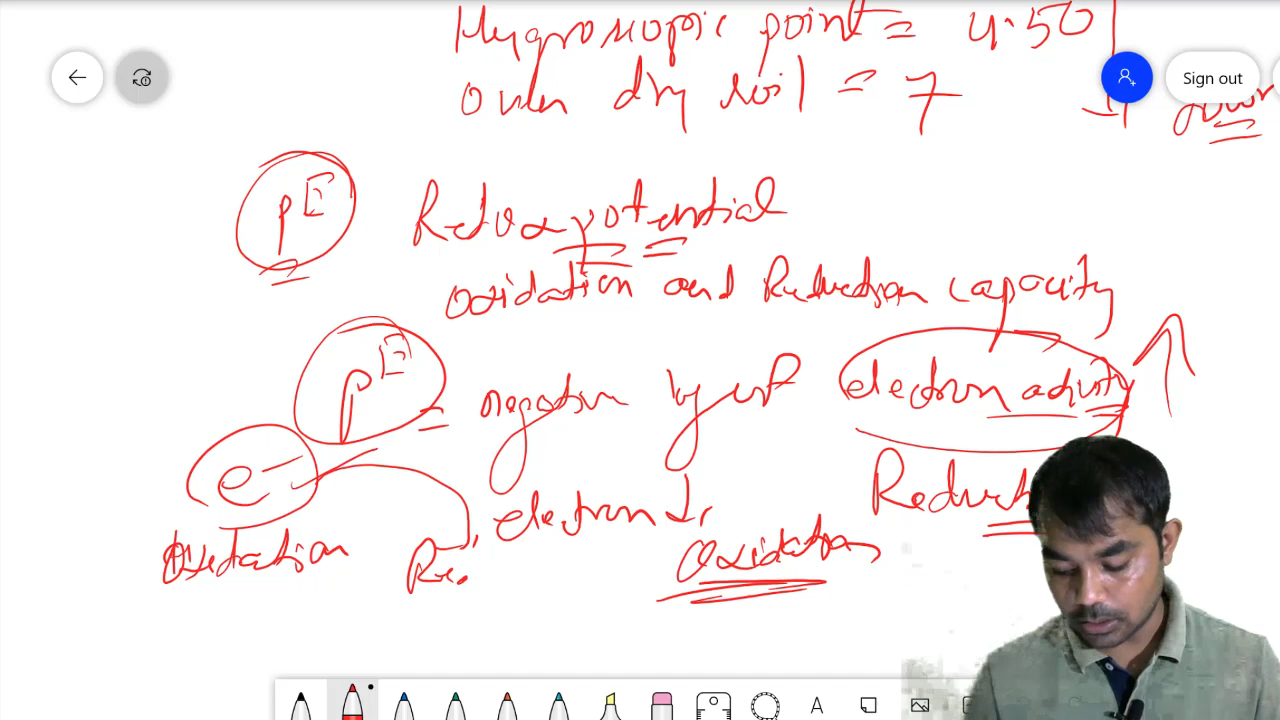 Hygroscopic point = 4.50
Sign out
Oven dry soil = 7
pE Redox potential
Oxidation and Reduction capacity
pE = negative log of electron activity
e-
electron
Oxidation Re. Oxidation
A